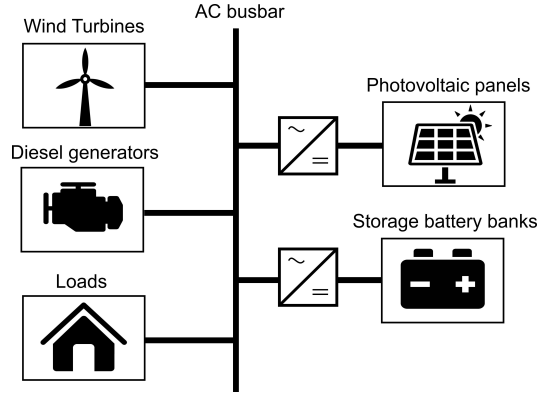 AC busbar
Wind Turbines
Photovoltaic panels
Diesel generators
Storage battery banks
Loads